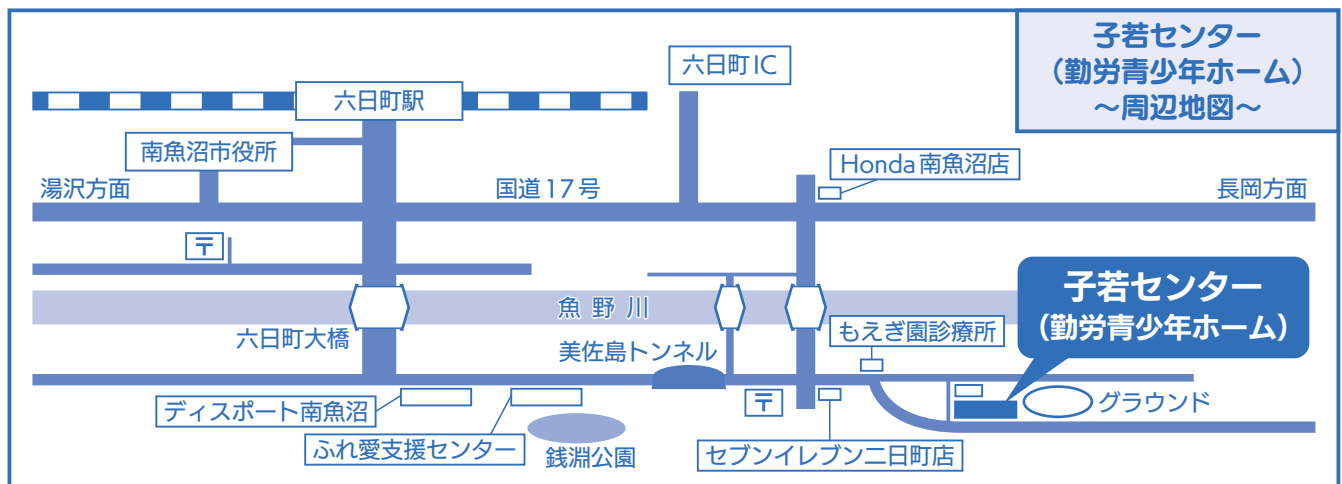 子若センター
（勤労青少年ホーム）
～周辺地図～
六日町IC
六日町駅
南魚沼市役所
Honda南魚沼店
湯沢方面
国道17号
長岡方面
〒
子若センター
（勤労青少年ホーム）
魚野川
六日町大橋
もえぎ園診療所
美佐島トンネル
ディスポート南魚沼
〒
グラウンド
ふれ愛支援センター
銭淵公園
セブンイレブン二日町店